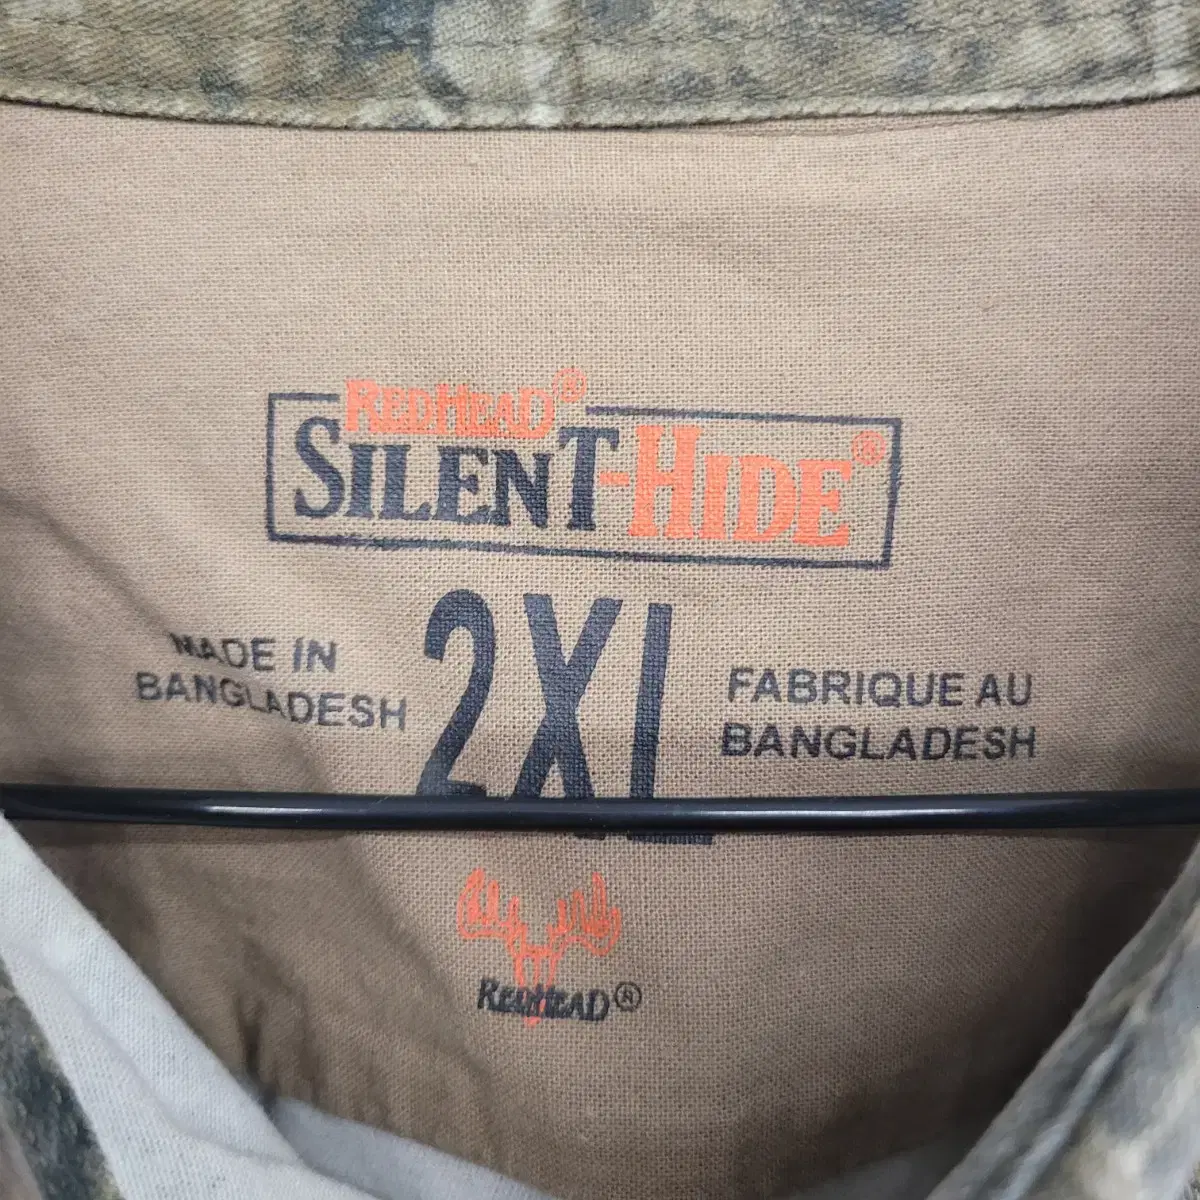 REDHEAD®
SILENT-HIDE®
2XL
MADE IN
BANGLADESH
FABRIQUE AU
BANGLADESH
REDHEAD®